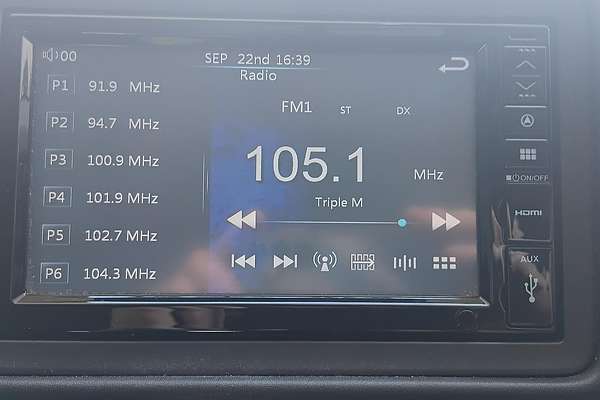 00
SEP 22nd 16:39
Radio
P1 91.9 MHz
P2 94.7 MHz
P3 100.9 MHz
P4 101.9 MHz
P5 102.7 MHz
P6 104.3 MHz
FM1 ST DX
105.1 MHz
Triple M
ON/OFF
HDMI
AUX